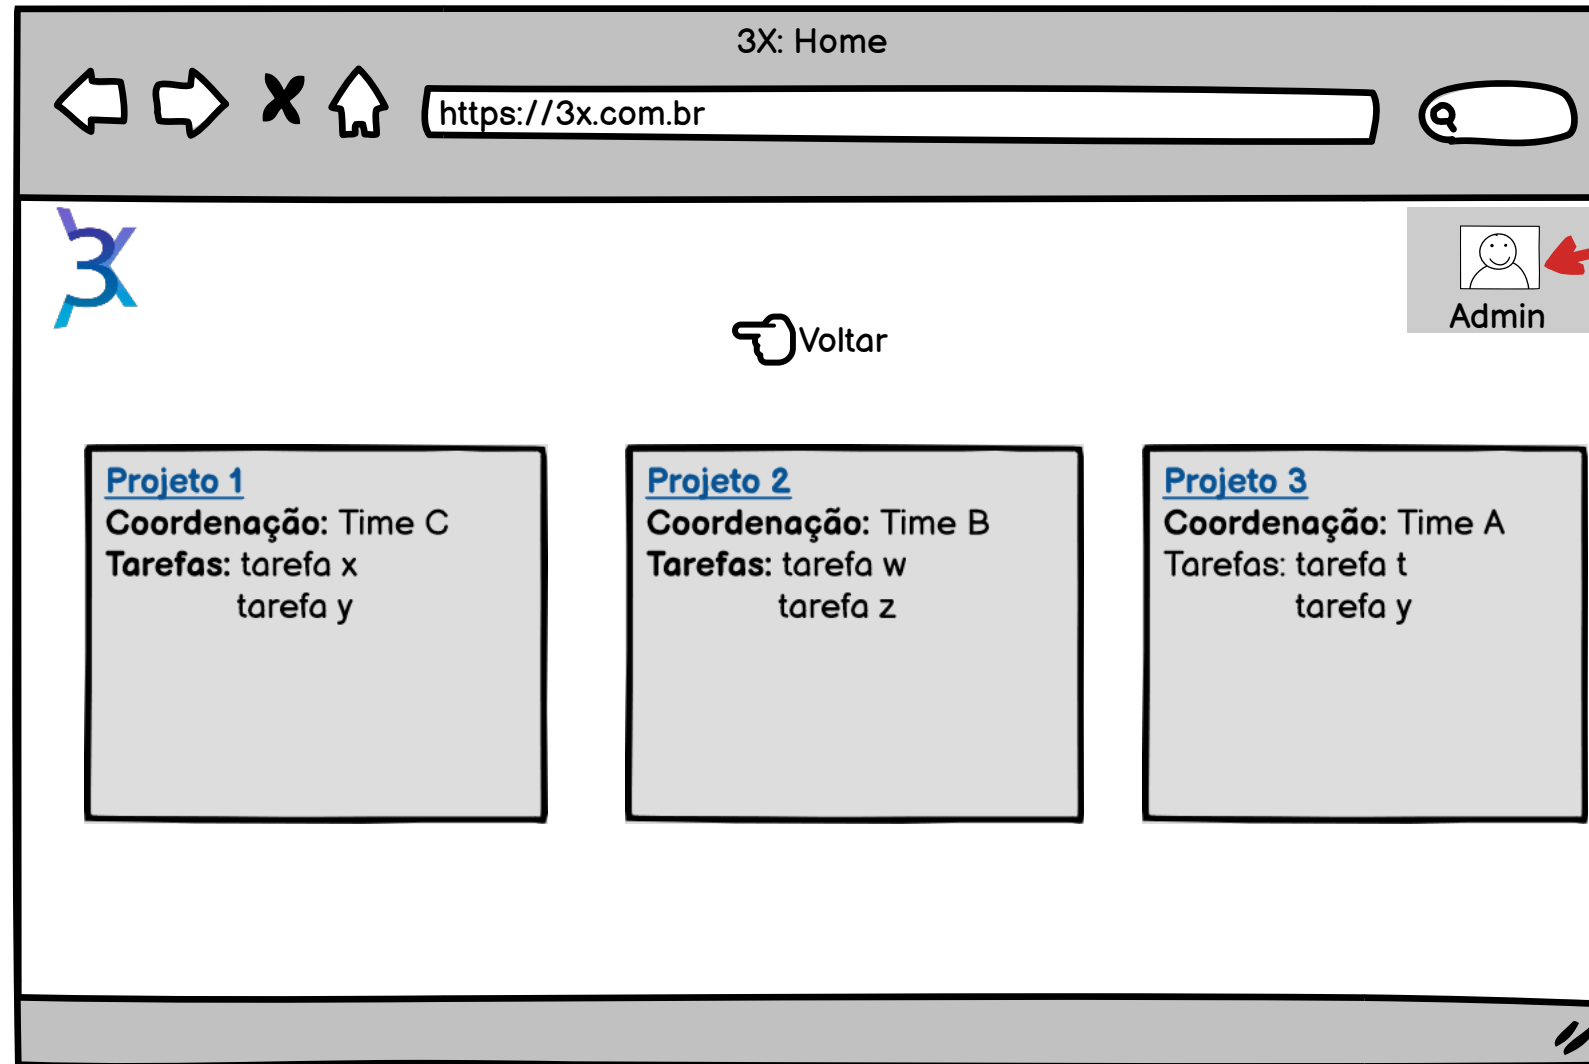 3X: Home
https://3x.com.br
3X
Admin
Voltar
Projeto 1
Coordenação: Time C
Tarefas: tarefa x
tarefa y
Projeto 2
Coordenação: Time B
Tarefas: tarefa w
tarefa z
Projeto 3
Coordenação: Time A
Tarefas: tarefa t
tarefa y